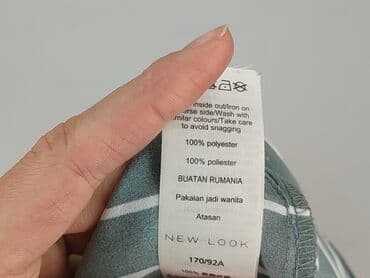 inside out/Iron on
side/Wash with
colours/Take care
to avoid snagging
100% polyester
100% poliester
BUATAN RUMANIA
Pakaian jadi wanita
Atasan
NEW LOOK
170/92A
100%